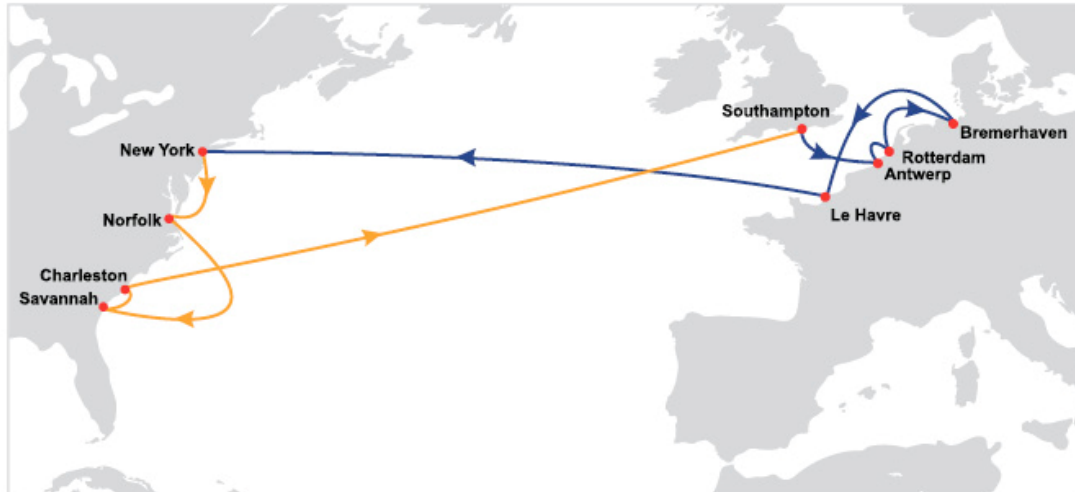 Southampton
Bremerhaven
New York
Rotterdam
Antwerp
Norfolk
Le Havre
Charleston
Savannah